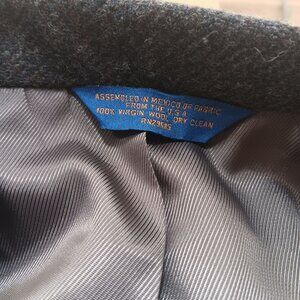 ASSEMBLED IN MEXICO OF FABRIC
FROM THE U.S.A.
100% VIRGIN WOOL DRY CLEAN